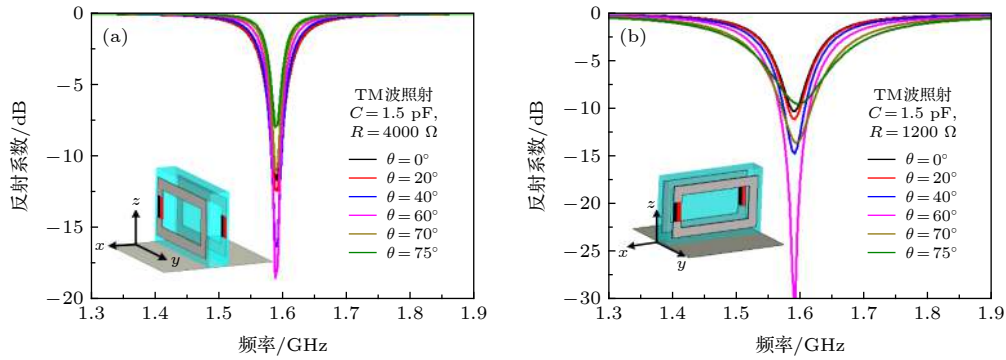 (a)
0
−5
−10
−15
−20
反射系数/dB
1.3 1.4 1.5 1.6 1.7 1.8 1.9
频率/GHz
TM波照射
C=1.5 pF,
R=4000 Ω
θ=0°
θ=20°
θ=40°
θ=60°
θ=70°
θ=75°
z
x
y
(b)
0
−5
−10
−15
−20
−25
−30
反射系数/dB
1.3 1.4 1.5 1.6 1.7 1.8 1.9
频率/GHz
TM波照射
C=1.5 pF,
R=1200 Ω
θ=0°
θ=20°
θ=40°
θ=60°
θ=70°
θ=75°
z
x
y